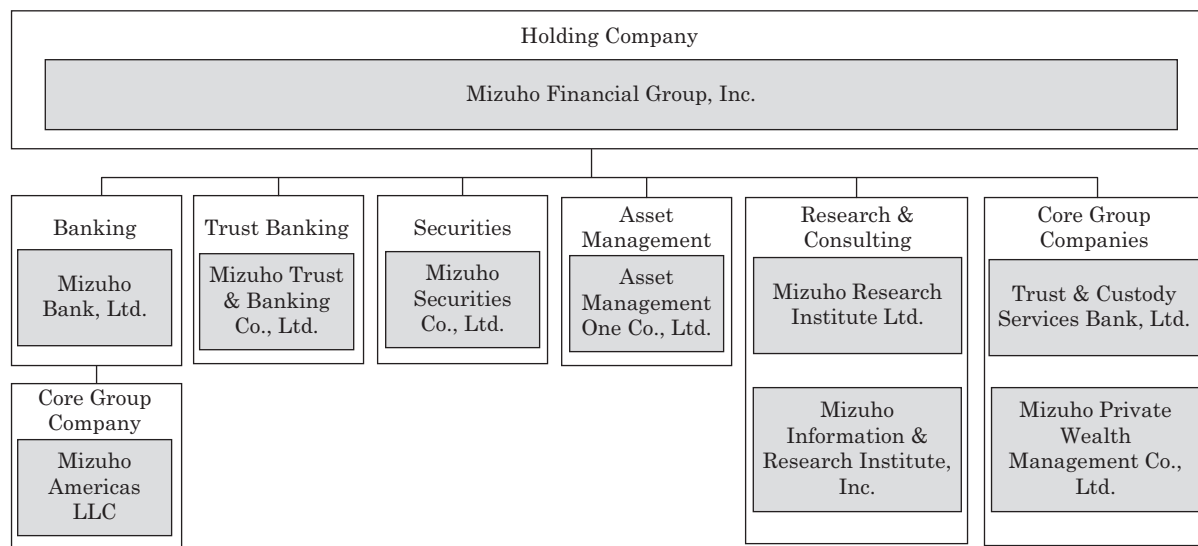 Holding Company
Mizuho Financial Group, Inc.
Banking
Mizuho
Bank, Ltd.
Core Group
Company
Mizuho
Americas
LLC
Trust Banking
Mizuho Trust
& Banking
Co., Ltd.
Securities
Mizuho
Securities
Co., Ltd.
Asset
Management
Asset
Management
One Co., Ltd.
Research &
Consulting
Mizuho Research
Institute Ltd.
Mizuho
Information &
Research Institute,
Inc.
Core Group
Companies
Trust & Custody
Services Bank, Ltd.
Mizuho Private
Wealth
Management Co.,
Ltd.